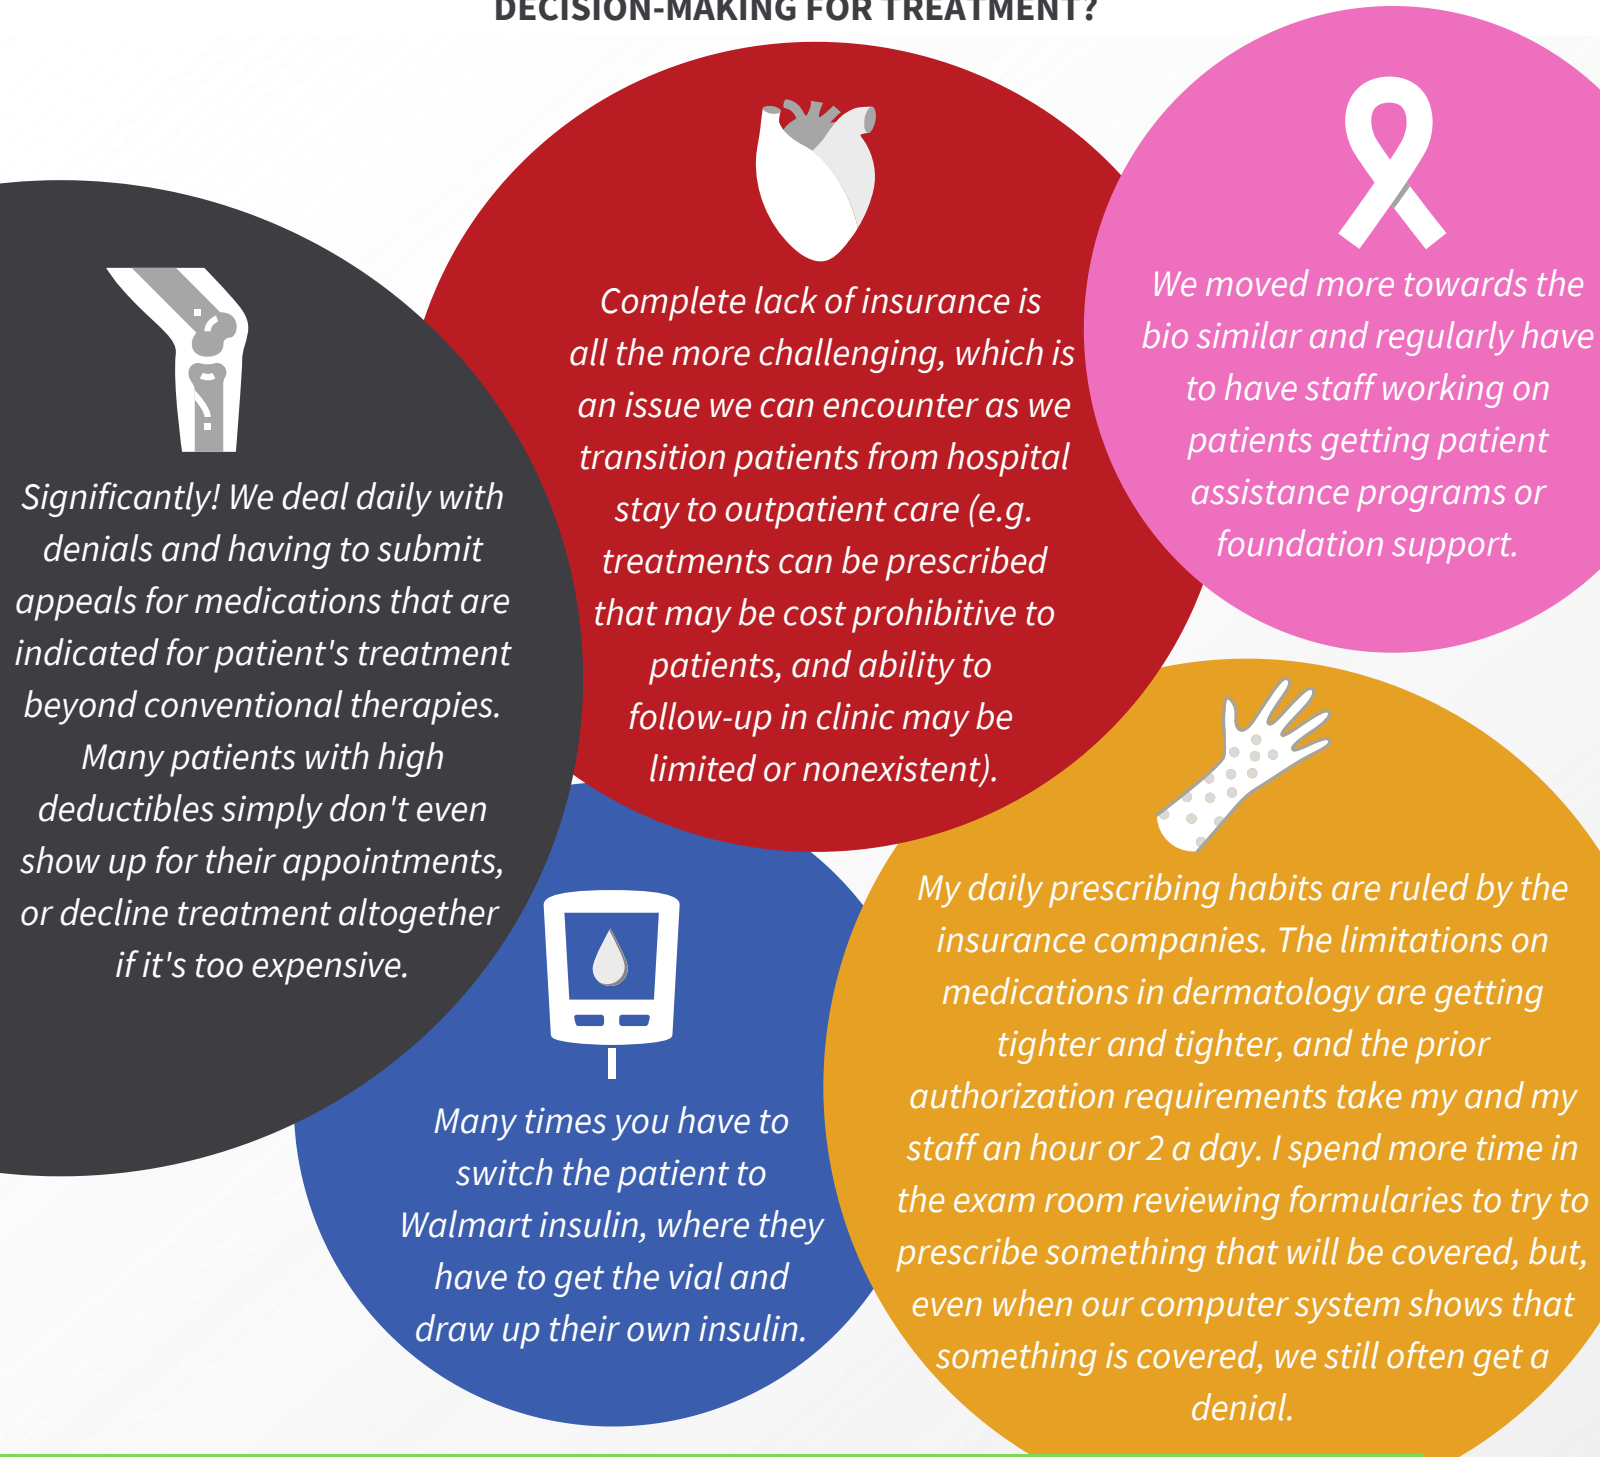 DECISION-MAKING FOR TREATMENT?
Significantly! We deal daily with
denials and having to submit
appeals for medications that are
indicated for patient's treatment
beyond conventional therapies.
Many patients with high
deductibles simply don't even
show up for their appointments,
or decline treatment altogether
if it's too expensive.
Complete lack of insurance is
all the more challenging, which is
an issue we can encounter as we
transition patients from hospital
stay to outpatient care (e.g.
treatments can be prescribed
that may be cost prohibitive to
patients, and ability to
follow-up in clinic may be
limited or nonexistent).
We moved more towards the
bio similar and regularly have
to have staff working on
patients getting patient
assistance programs or
foundation support.
Many times you have to
switch the patient to
Walmart insulin, where they
have to get the vial and
draw up their own insulin.
My daily prescribing habits are ruled by the
insurance companies. The limitations on
medications in dermatology are getting
tighter and tighter, and the prior
authorization requirements take my and my
staff an hour or 2 a day. I spend more time in
the exam room reviewing formularies to try to
prescribe something that will be covered, but,
even when our computer system shows that
something is covered, we still often get a
denial.